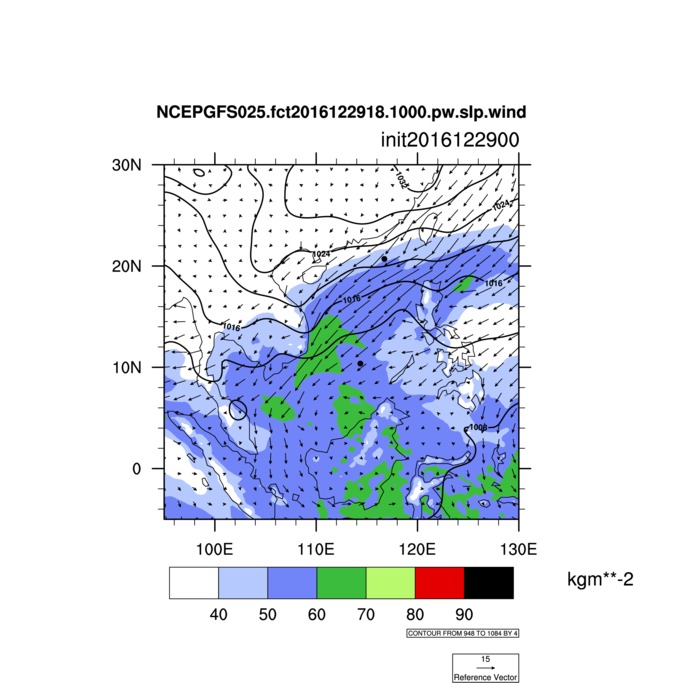 NCEPGFS025.fct2016122918.1000.pw.slp.wind
init2016122900
30N
1032
1024
1024
20N
1016
1016
1016
10N
1008
0
100E 110E 120E 130E
kgm**-2
40 50 60 70 80 90
CONTOUR FROM 948 TO 1084 BY 4
15
Reference Vector